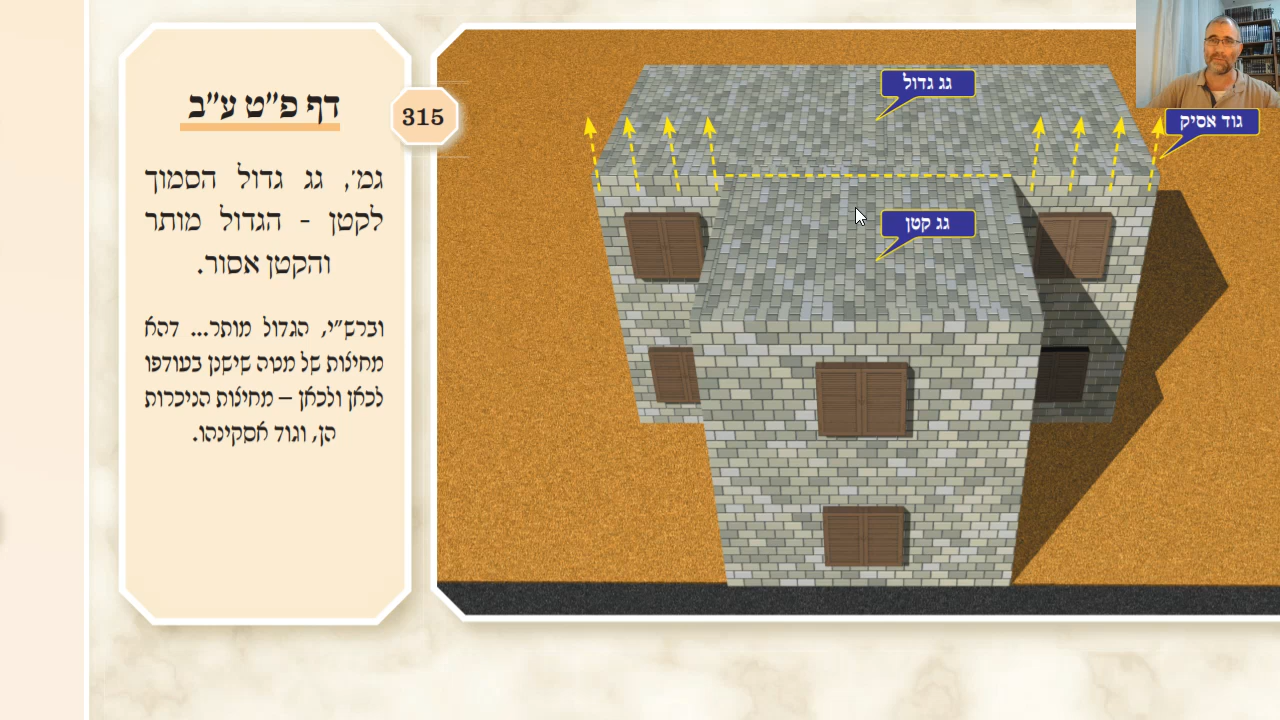 דף פ"ט ע"ב
315
גמ', גג גדול הסמוך
לקטן - הגדול מותר
והקטן אסור.
וברש"י, הגדול מותר... דהא
מחיצות של מטה שישנן בעודפו
לכאן ולכאן – מחיצות הניכרות
הן, וגוד אסקינהו.
גג גדול
גוד אסיק
גג קטן